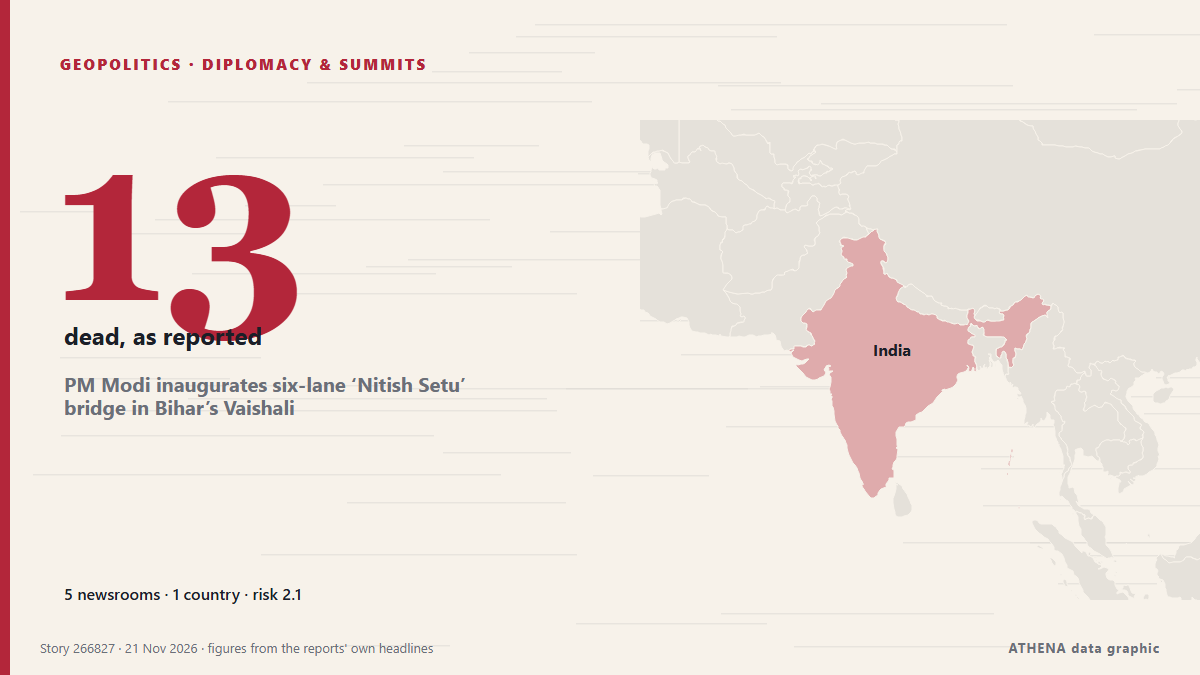 GEOPOLITICS · DIPLOMACY & SUMMITS
13
dead, as reported
PM Modi inaugurates six-lane ‘Nitish Setu’
bridge in Bihar’s Vaishali
India
5 newsrooms · 1 country · risk 2.1
Story 266827 · 21 Nov 2026 · figures from the reports' own headlines
ATHENA data graphic